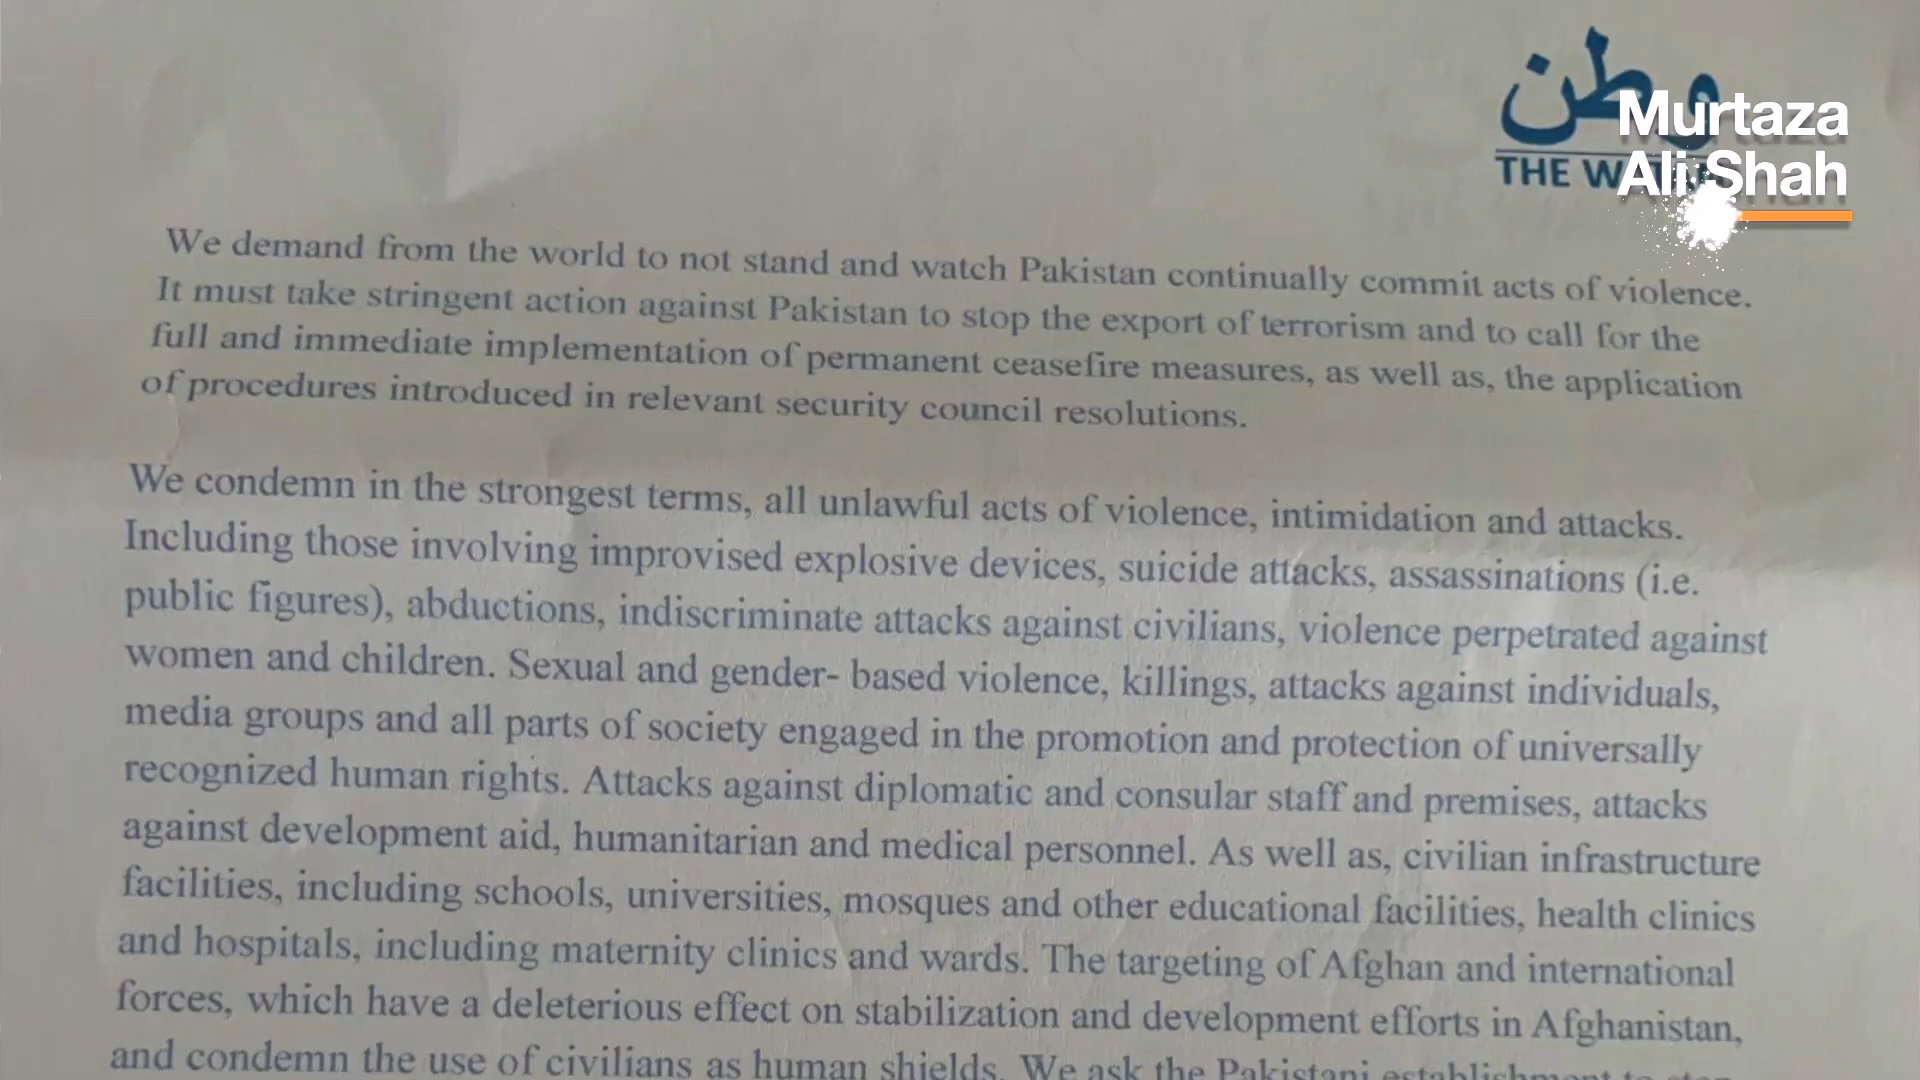 وطن
THE
Murtaza
Ali Shah
We demand from the world to not stand and watch Pakistan continually commit acts of violence.
It must take stringent action against Pakistan to stop the export of terrorism and to call for the
full and immediate implementation of permanent ceasefire measures, as well as, the application
of procedures introduced in relevant security council resolutions.
We condemn in the strongest terms, all unlawful acts of violence, intimidation and attacks.
Including those involving improvised explosive devices, suicide attacks, assassinations (i.e.
public figures), abductions, indiscriminate attacks against civilians, violence perpetrated against
women and children. Sexual and gender- based violence, killings, attacks against individuals,
media groups and all parts of society engaged in the promotion and protection of universally
recognized human rights. Attacks against diplomatic and consular staff and premises, attacks
against development aid, humanitarian and medical personnel. As well as, civilian infrastructure
facilities, including schools, universities, mosques and other educational facilities, health clinics
and hospitals, including maternity clinics and wards. The targeting of Afghan and international
forces, which have a deleterious effect on stabilization and development efforts in Afghanistan,
and condemn the use of civilians as human shields. We ask the Pakistani establishment to stop